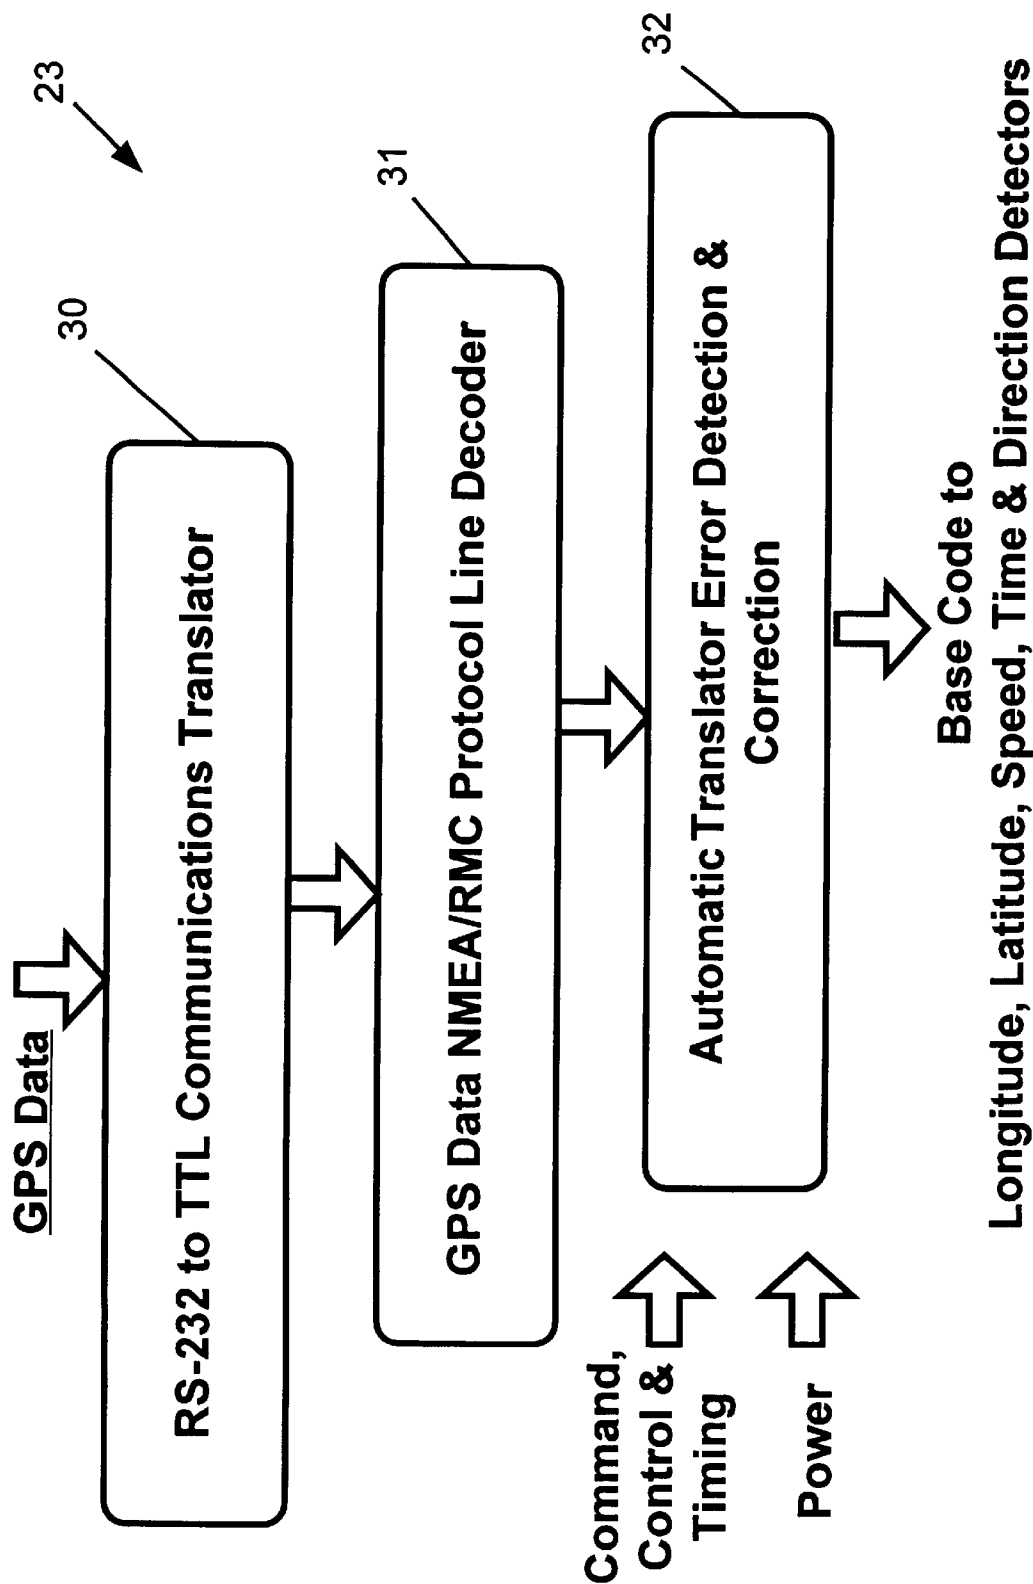 23
GPS Data
30
RS-232 to TTL Communications Translator
31
GPS Data NMEA/RMC Protocol Line Decoder
32
Automatic Translator Error Detection &
Correction
Command,
Control &
Timing
Power
Base Code to
Longitude, Latitude, Speed, Time & Direction Detectors